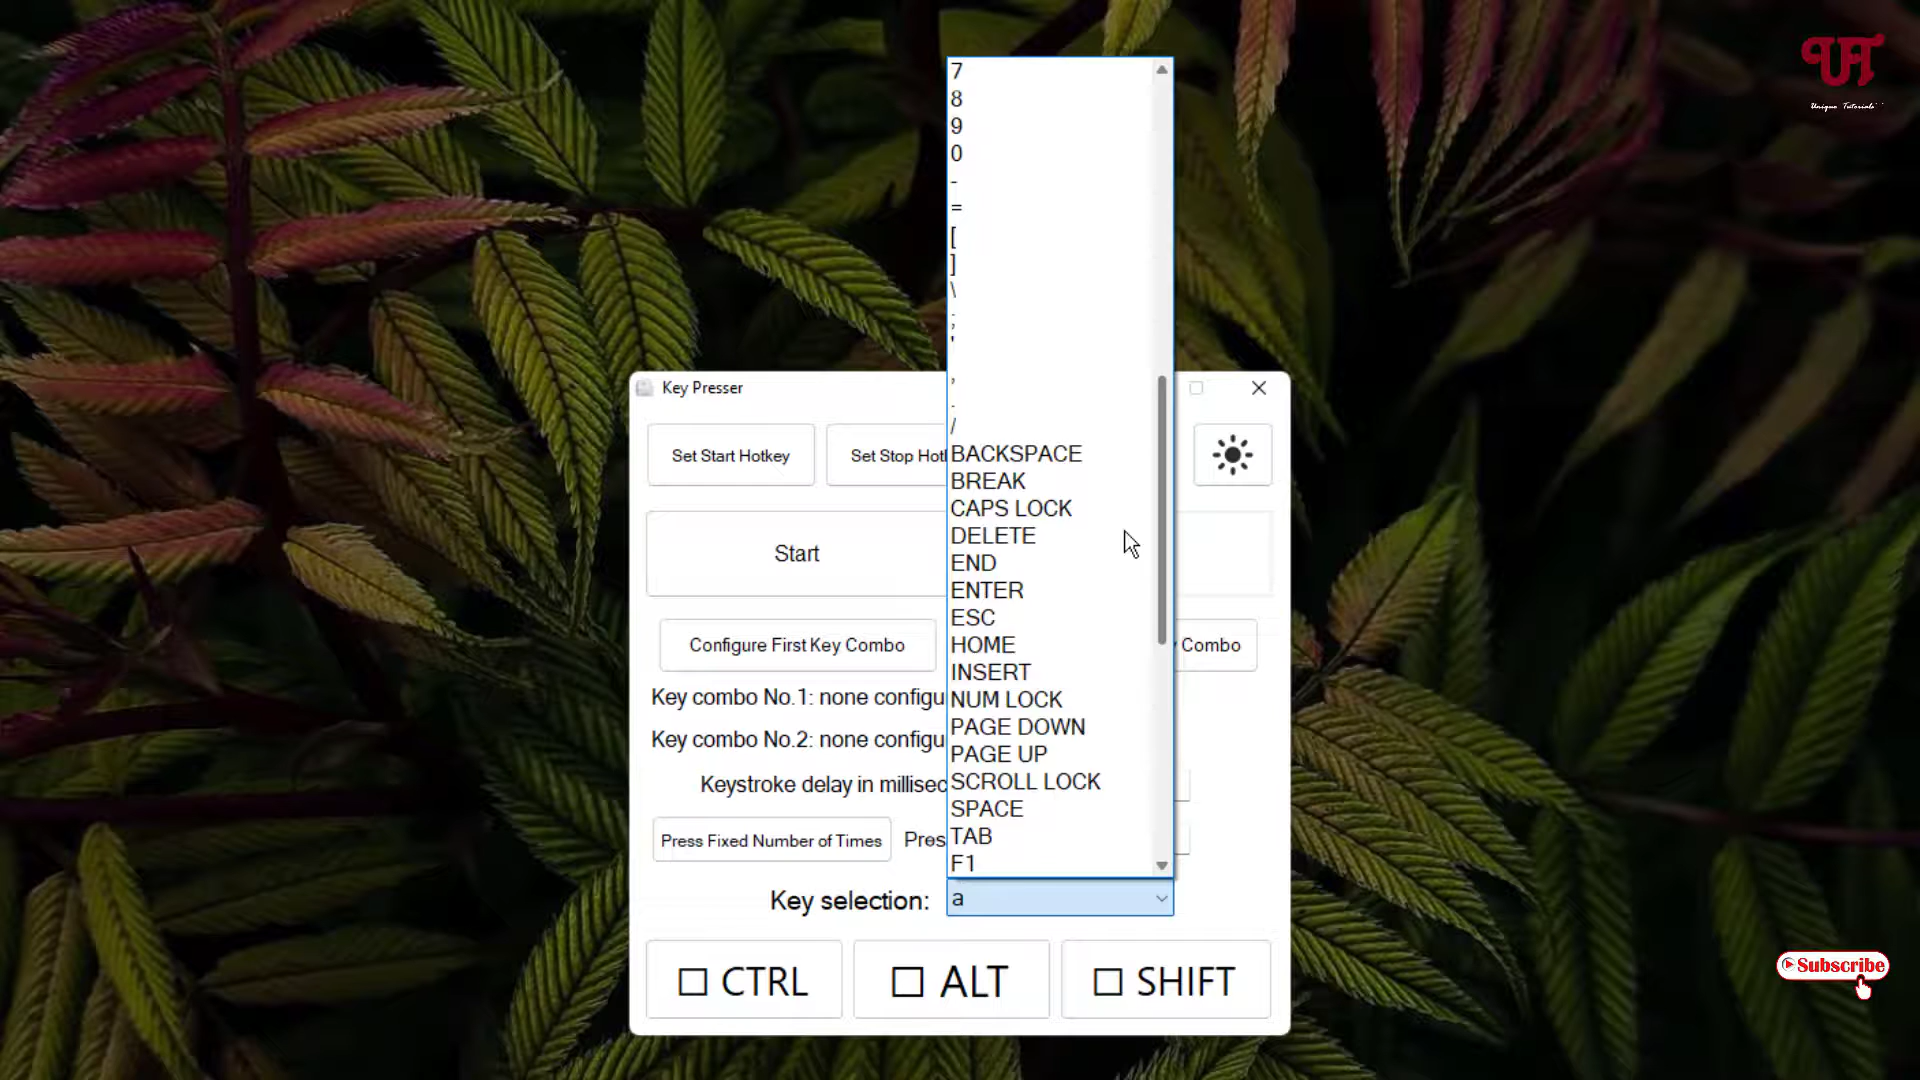 UT
Unique Tutorials
7
8
9
0
-
=
[
]
\
;
'
,
.
/
BACKSPACE
BREAK
CAPS LOCK
DELETE
END
ENTER
ESC
HOME
INSERT
NUM LOCK
PAGE DOWN
PAGE UP
SCROLL LOCK
SPACE
TAB
F1
Key Presser
Set Start Hotkey
Set Stop Hot
Start
Configure First Key Combo
Combo
Key combo No.1: none configu
Key combo No.2: none configu
Keystroke delay in millisec
Press Fixed Number of Times
Pres
Key selection: a
CTRL
ALT
SHIFT
Subscribe